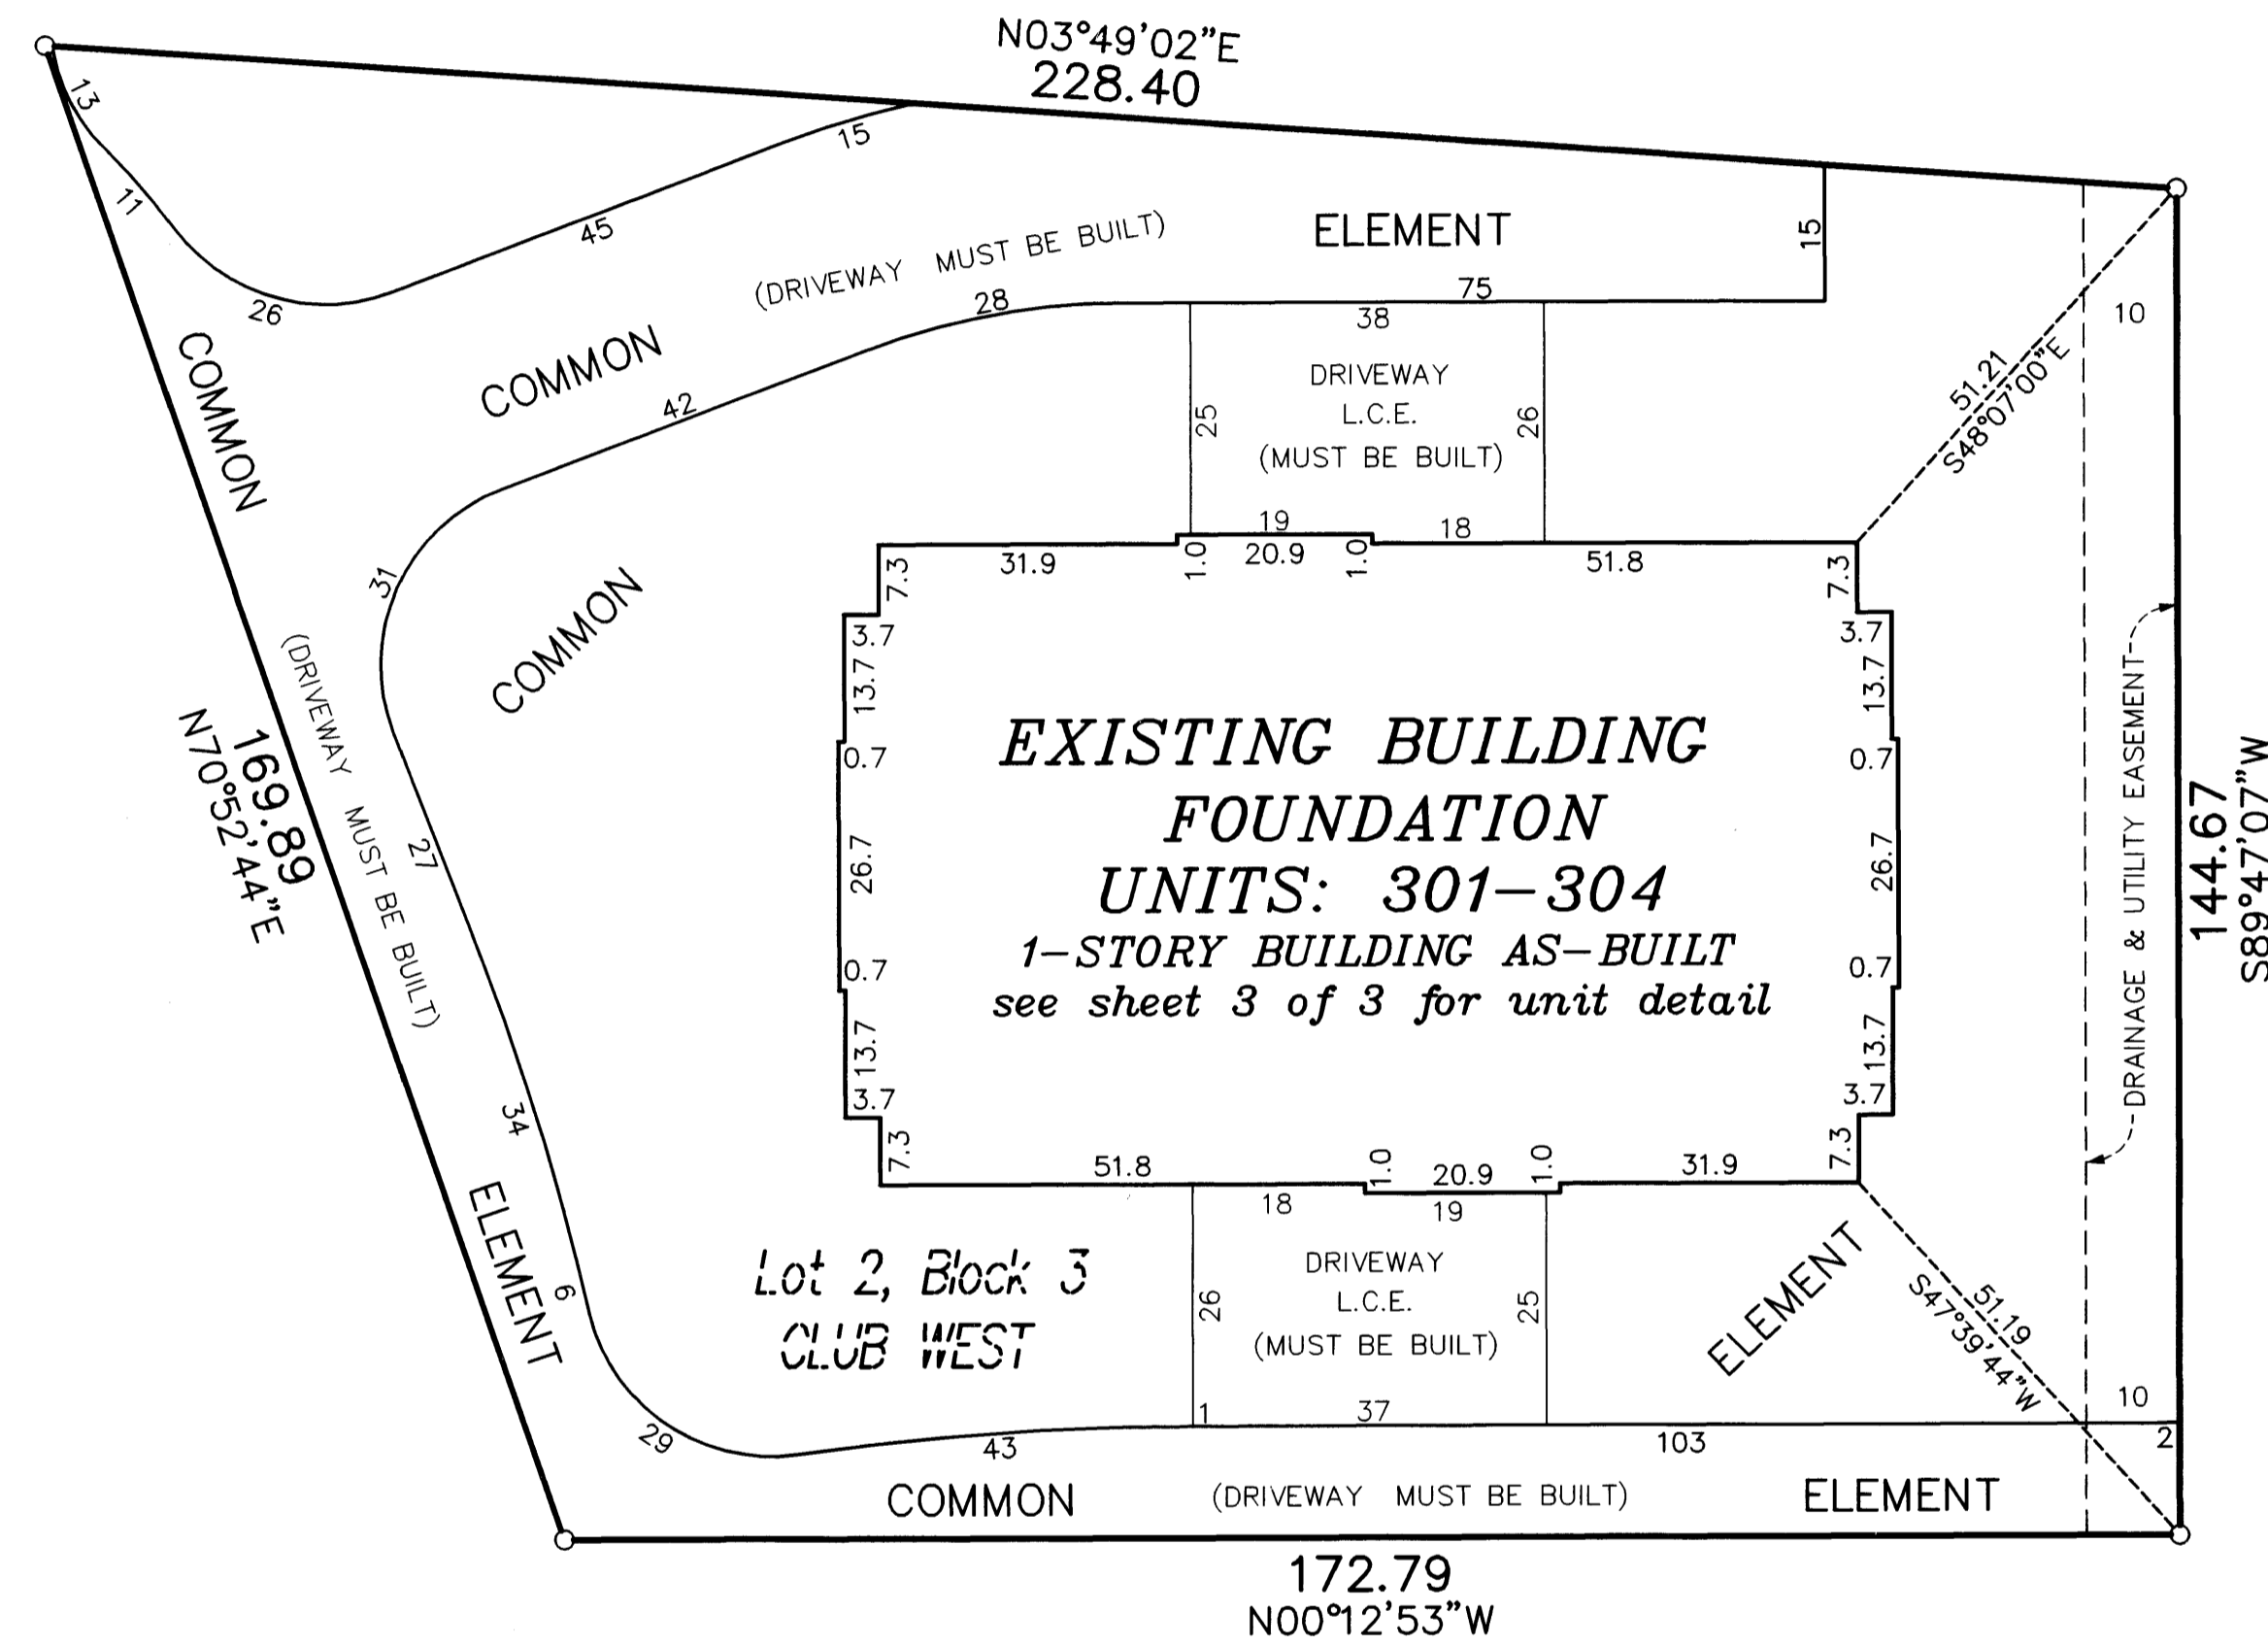 N03°49'02"E
228.40
13
11
26
45
15
COMMON
(DRIVEWAY MUST BE BUILT)
ELEMENT
15
28
75
38
DRIVEWAY
L.C.E.
(MUST BE BUILT)
25
26
19
18
42
31
COMMON
COMMON
(DRIVEWAY MUST BE BUILT)
ELEMENT
169.89
N70°52'44"E
27
34
6
29
43
51.21
S48°07'00"E
10
31.9
1.0
20.9
1.0
51.8
7.3
7.3
3.7
3.7
13.7
13.7
0.7
0.7
26.7
26.7
0.7
0.7
13.7
13.7
3.7
3.7
7.3
7.3
51.8
1.0
20.9
1.0
31.9
EXISTING BUILDING
FOUNDATION
UNITS: 301-304
1-STORY BUILDING AS-BUILT
see sheet 3 of 3 for unit detail
DRAINAGE & UTILITY EASEMENT
144.67
S89°47'07"W
Lot 2, Block 3
CLUB WEST
18
19
DRIVEWAY
L.C.E.
(MUST BE BUILT)
26
25
1
37
103
ELEMENT
51.19
S47°39'44"W
10
2
COMMON
(DRIVEWAY MUST BE BUILT)
ELEMENT
172.79
N00°12'53"W